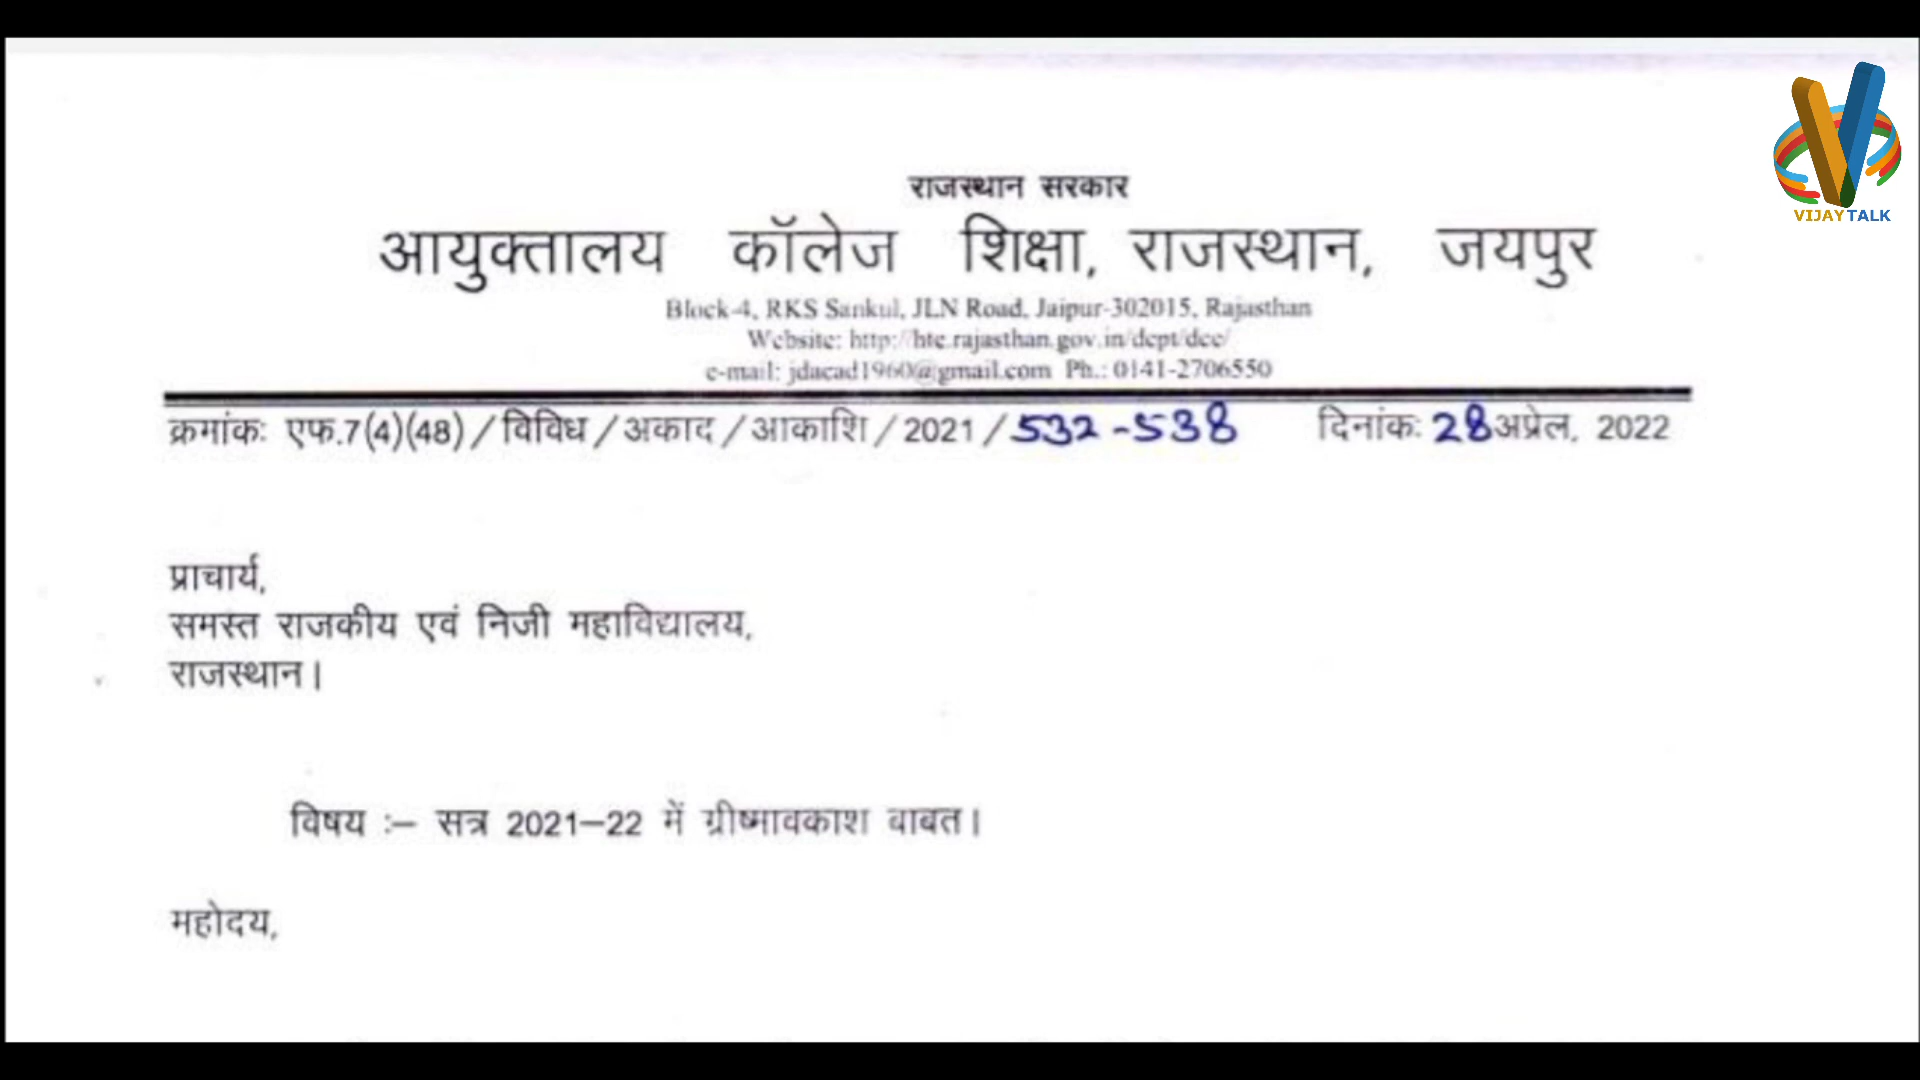 VIJAY TALK
राजस्थान सरकार
आयुक्तालय कॉलेज शिक्षा, राजस्थान, जयपुर
Block-4, RKS Sankul, JLN Road, Jaipur-302015, Rajasthan
Website: http://hte.rajasthan.gov.in/dept/dce/
e-mail: jdacad1960@gmail.com Ph.: 0141-2706550
क्रमांकः एफ.7(4)(48)/विविध/अकाद/आकाशि/2021/532-538 दिनांकः 28अप्रेल, 2022
प्राचार्य,
समस्त राजकीय एवं निजी महाविद्यालय,
राजस्थान।
विषय :– सत्र 2021–22 में ग्रीष्मावकाश बाबत।
महोदय,